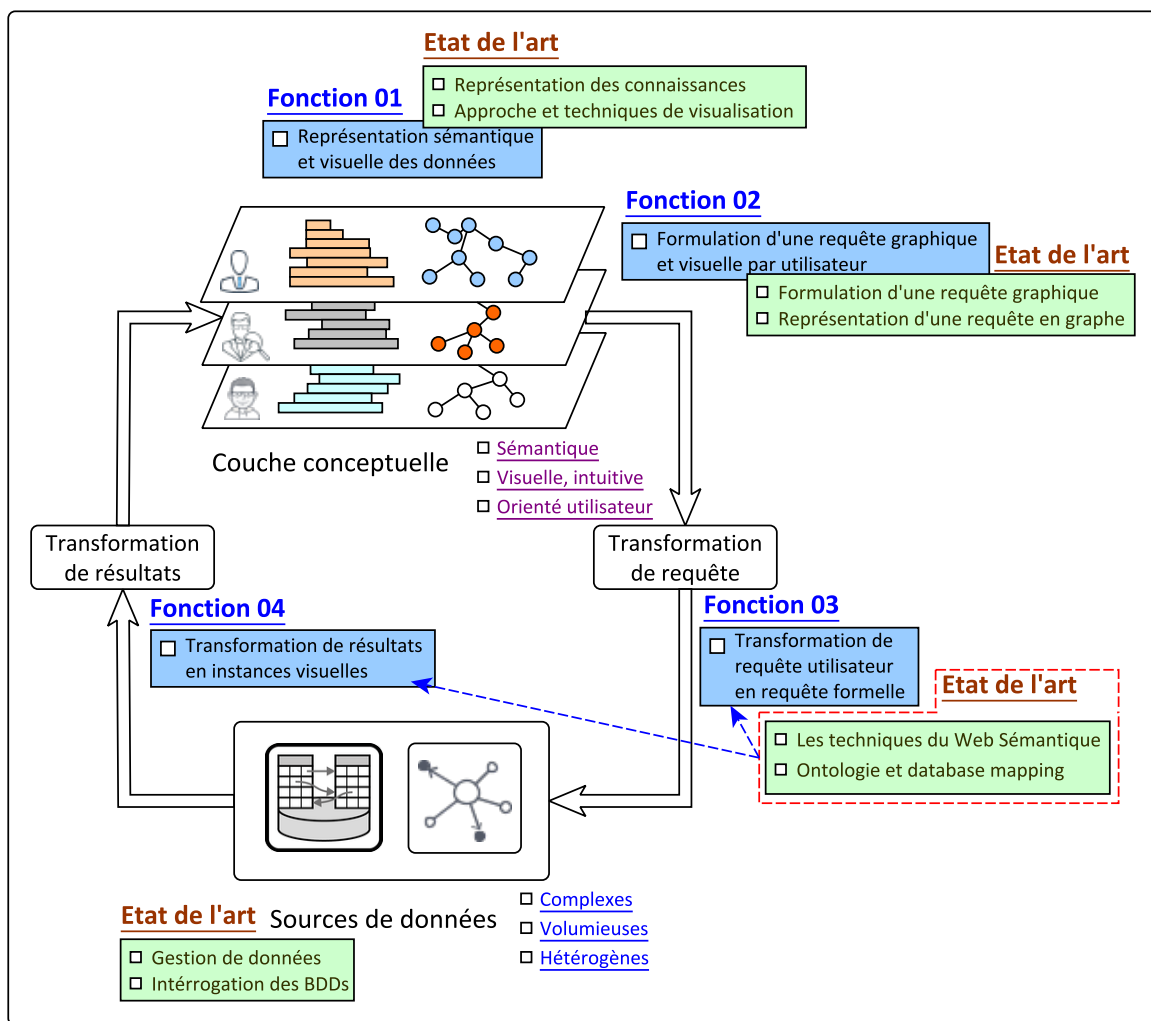 Etat de l'art
Représentation des connaissances
Approche et techniques de visualisation
Fonction 01
Représentation sémantique
et visuelle des données
Fonction 02
Formulation d'une requête graphique
et visuelle par utilisateur
Etat de l'art
Formulation d'une requête graphique
Représentation d'une requête en graphe
Couche conceptuelle
Sémantique
Visuelle, intuitive
Orienté utilisateur
Transformation
de résultats
Transformation
de requête
Fonction 04
Transformation de résultats
en instances visuelles
Fonction 03
Transformation de
requête utilisateur
en requête formelle
Etat de l'art
Les techniques du Web Sémantique
Ontologie et database mapping
Sources de données
Complexes
Volumieuses
Hétérogènes
Etat de l'art
Gestion de données
Intérrogation des BDDs